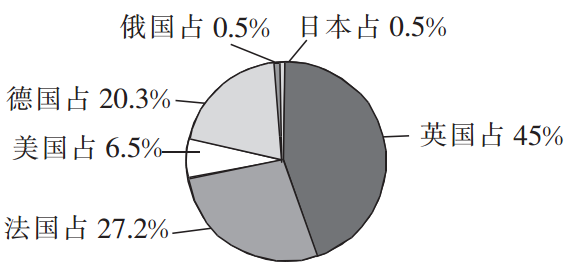 俄国占 0.5%
日本占 0.5%
德国占 20.3%
英国占 45%
美国占 6.5%
法国占 27.2%